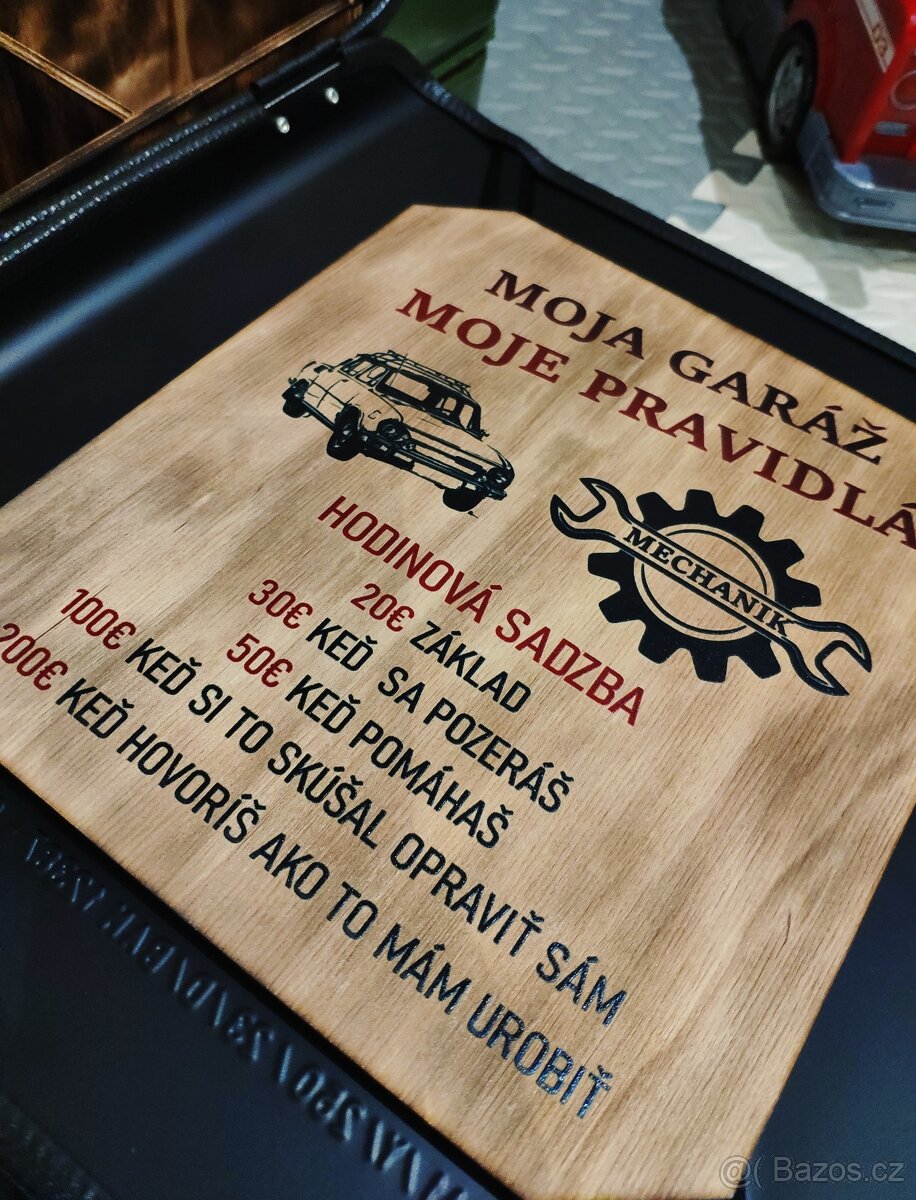 MOJA GARÁŽ
MOJE PRAVIDLÁ
MECHANIK
HODINOVÁ SADZBA
20€ ZÁKLAD
30€ KEĎ SA POZERÁŠ
50€ KEĎ POMÁHAŠ
100€ KEĎ SI TO SKÚŠAL OPRAVIŤ SÁM
200€ KEĎ HOVORÍŠ AKO TO MÁM UROBIŤ
@( Bazos.cz